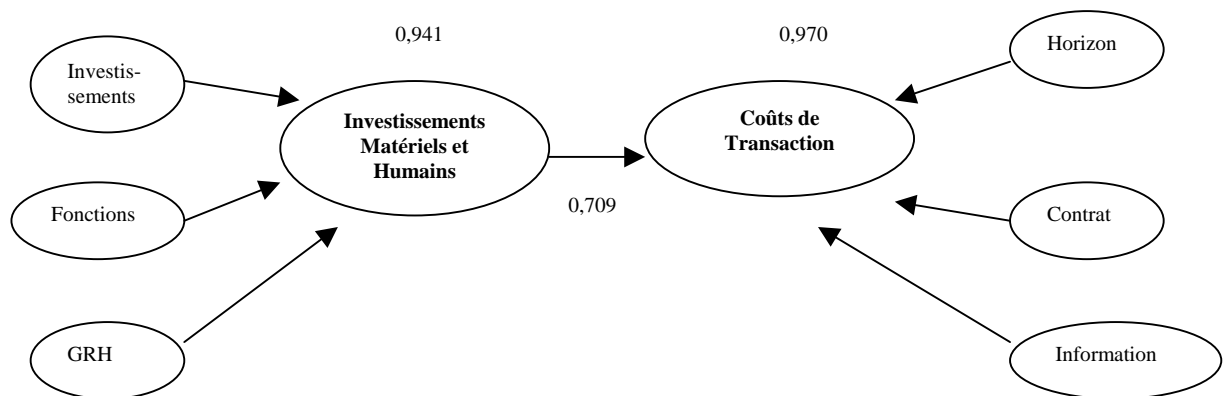 0,941
0,970
Horizon
Investis-
sements
Investissements
Matériels et
Humains
Coûts de
Transaction
0,709
Fonctions
Contrat
GRH
Information